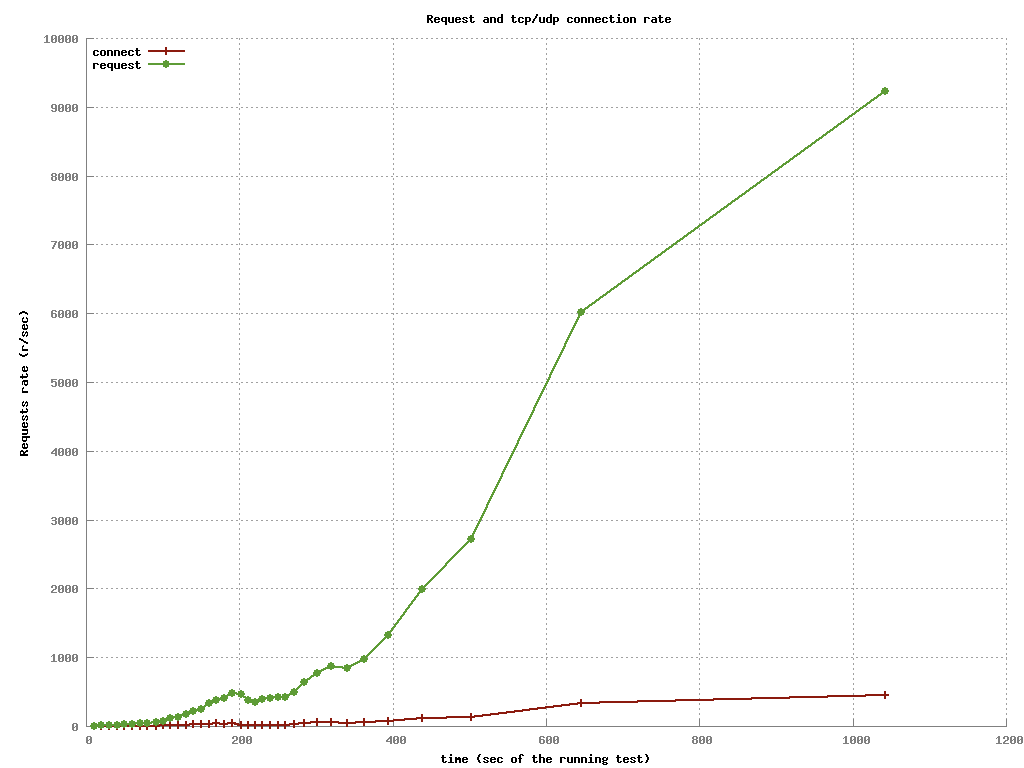 Request and tcp/udp connection rate
10000
connect
request
9000
8000
7000
6000
5000
4000
3000
2000
1000
0
Requests rate (r/sec)
0 200 400 600 800 1000 1200
time (sec of the running test)